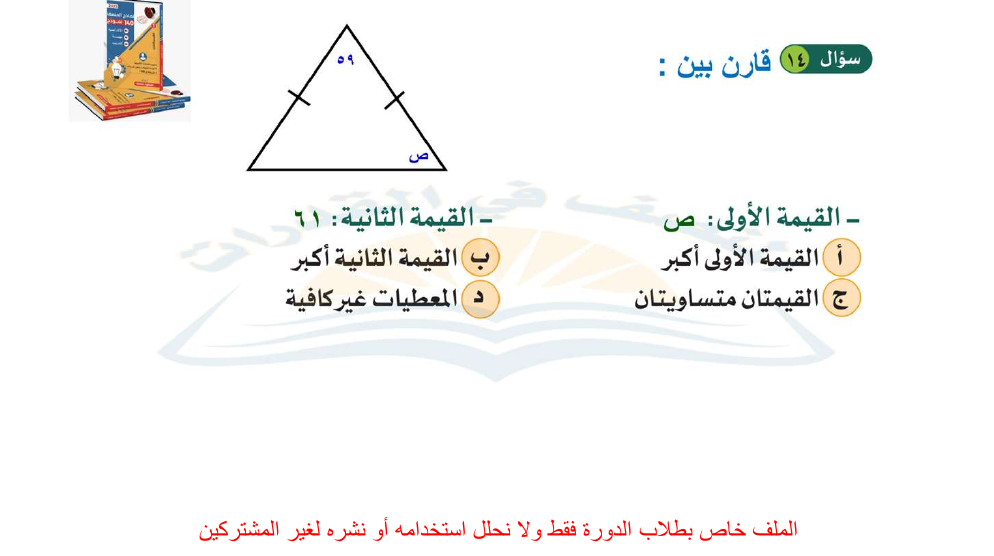 سؤال ١٤
قارن بين :
٥٩
ص
- القيمة الأولى: ص
- القيمة الثانية: ٦١
أ القيمة الأولى أكبر
ب القيمة الثانية أكبر
ج القيمتان متساويتان
د المعطيات غير كافية
الملف خاص بطلاب الدورة فقط ولا نحلل استخدامه أو نشره لغير المشتركين